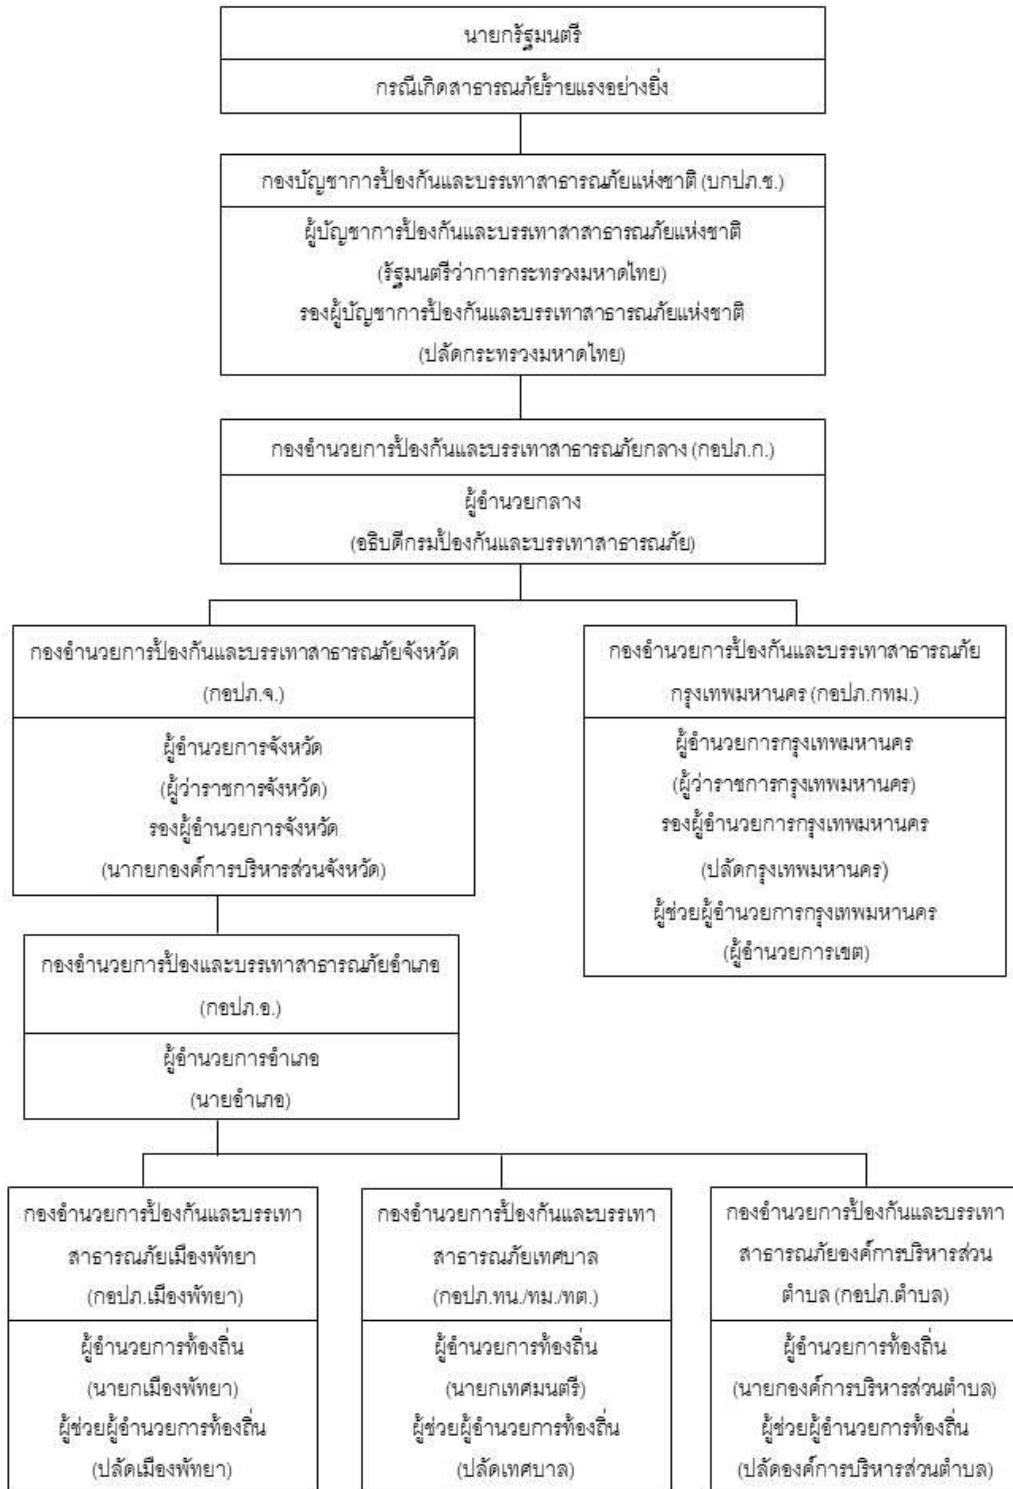 นายกรัฐมนตรี
กรณีเกิดสาธารณภัยร้ายแรงอย่างยิ่ง
กองบัญชาการป้องกันและบรรเทาสาธารณภัยแห่งชาติ (บกปภ.ช.)
ผู้บัญชาการป้องกันและบรรเทาสาสาธารณภัยแห่งชาติ
(รัฐมนตรีว่าการกระทรวงมหาดไทย)
รองผู้บัญชาการป้องกันและบรรเทาสาธารณภัยแห่งชาติ
(ปลัดกระทรวงมหาดไทย)
กองอำนวยการป้องกันและบรรเทาสาธารณภัยกลาง (กอปภ.ก.)
ผู้อำนวยกลาง
(อธิบดีกรมป้องกันและบรรเทาสาธารณภัย)
กองอำนวยการป้องกันและบรรเทาสาธารณภัยจังหวัด
(กอปภ.จ.)
ผู้อำนวยการจังหวัด
(ผู้ว่าราชการจังหวัด)
รองผู้อำนวยการจังหวัด
(นากยกองค์การบริหารส่วนจังหวัด)
กองอำนวยการป้องกันและบรรเทาสาธารณภัย
กรุงเทพมหานคร (กอปภ.กทม.)
ผู้อำนวยการกรุงเทพมหานคร
(ผู้ว่าราชการกรุงเทพมหานคร)
รองผู้อำนวยการกรุงเทพมหานคร
(ปลัดกรุงเทพมหานคร)
ผู้ช่วยผู้อำนวยการกรุงเทพมหานคร
(ผู้อำนวยการเขต)
กองอำนวยการป้องและบรรเทาสาธารณภัยอำเภอ
(กอปภ.อ.)
ผู้อำนวยการอำเภอ
(นายอำเภอ)
กองอำนวยการป้องกันและบรรเทา
สาธารณภัยเมืองพัทยา
(กอปภ.เมืองพัทยา)
ผู้อำนวยการท้องถิ่น
(นายกเมืองพัทยา)
ผู้ช่วยผู้อำนวยการท้องถิ่น
(ปลัดเมืองพัทยา)
กองอำนวยการป้องกันและบรรเทา
สาธารณภัยเทศบาล
(กอปภ.ทน./ทม./ทต.)
ผู้อำนวยการท้องถิ่น
(นายกเทศมนตรี)
ผู้ช่วยผู้อำนวยการท้องถิ่น
(ปลัดเทศบาล)
กองอำนวยการป้องกันและบรรเทา
สาธารณภัยองค์การบริหารส่วน
ตำบล (กอปภ.ตำบล)
ผู้อำนวยการท้องถิ่น
(นายกองค์การบริหารส่วนตำบล)
ผู้ช่วยผู้อำนวยการท้องถิ่น
(ปลัดองค์การบริหารส่วนตำบล)